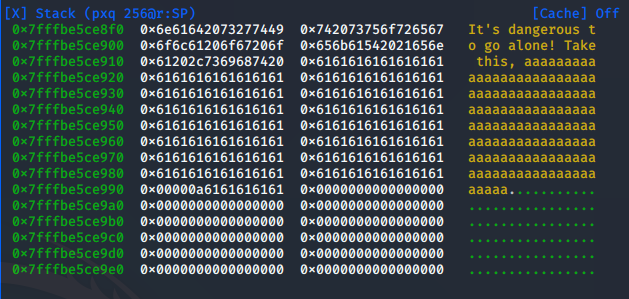 [X] Stack (pxq 256@r:SP) [Cache] Off
0×7fffbe5ce8f0 0×6e61642073277449 0×742073756f726567 It's dangerous t
0×7fffbe5ce900 0×6f6c61206f67206f 0×656b61542021656e o go alone! Take
0×7fffbe5ce910 0×61202c7369687420 0×6161616161616161  this, aaaaaaaaa
0×7fffbe5ce920 0×6161616161616161 0×6161616161616161 aaaaaaaaaaaaaaaa
0×7fffbe5ce930 0×6161616161616161 0×6161616161616161 aaaaaaaaaaaaaaaa
0×7fffbe5ce940 0×6161616161616161 0×6161616161616161 aaaaaaaaaaaaaaaa
0×7fffbe5ce950 0×6161616161616161 0×6161616161616161 aaaaaaaaaaaaaaaa
0×7fffbe5ce960 0×6161616161616161 0×6161616161616161 aaaaaaaaaaaaaaaa
0×7fffbe5ce970 0×6161616161616161 0×6161616161616161 aaaaaaaaaaaaaaaa
0×7fffbe5ce980 0×6161616161616161 0×6161616161616161 aaaaaaaaaaaaaaaa
0×7fffbe5ce990 0×00000a6161616161 0×0000000000000000 aaaaa...........
0×7fffbe5ce9a0 0×0000000000000000 0×0000000000000000 ................
0×7fffbe5ce9b0 0×0000000000000000 0×0000000000000000 ................
0×7fffbe5ce9c0 0×0000000000000000 0×0000000000000000 ................
0×7fffbe5ce9d0 0×0000000000000000 0×0000000000000000 ................
0×7fffbe5ce9e0 0×0000000000000000 0×0000000000000000 ................